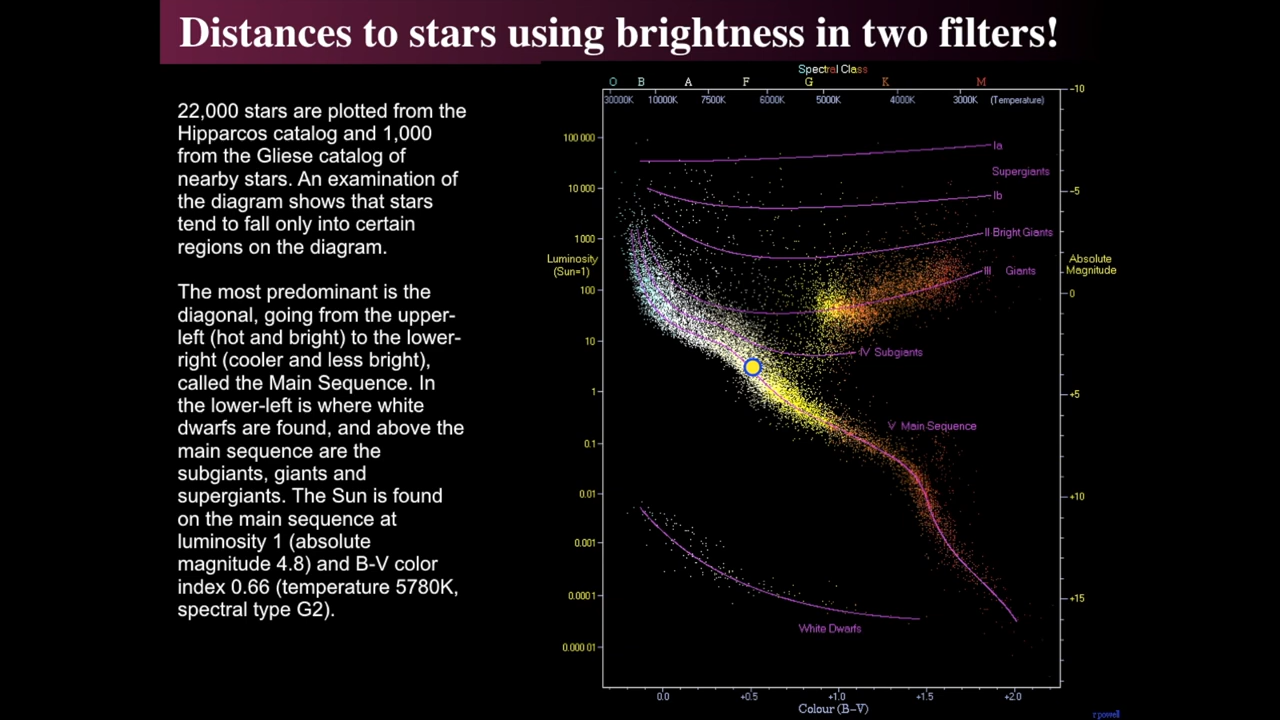 Distances to stars using brightness in two filters!
22,000 stars are plotted from the
Hipparcos catalog and 1,000
from the Gliese catalog of
nearby stars. An examination of
the diagram shows that stars
tend to fall only into certain
regions on the diagram.
The most predominant is the
diagonal, going from the upper-
left (hot and bright) to the lower-
right (cooler and less bright),
called the Main Sequence. In
the lower-left is where white
dwarfs are found, and above the
main sequence are the
subgiants, giants and
supergiants. The Sun is found
on the main sequence at
luminosity 1 (absolute
magnitude 4.8) and B-V color
index 0.66 (temperature 5780K,
spectral type G2).
Spectral Class
O B A F G K M
30000K 10000K 7500K 6000K 5000K 4000K 3000K (Temperature)
-10
100 000
Ia
Supergiants
10 000
-5
Ib
1000
II Bright Giants
Luminosity
(Sun=1)
Absolute
Magnitude
III Giants
100
0
10
IV Subgiants
1
+5
V Main Sequence
0.1
0.01
+10
0.001
0.0001
+15
White Dwarfs
0.000 01
0.0 +0.5 +1.0 +1.5 +2.0
Colour (B-V)
r powell